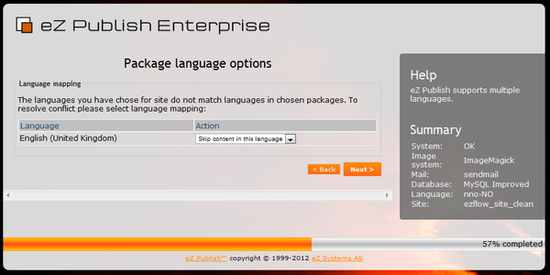 eZ Publish Enterprise
Package language options
Language mapping
The languages you have chose for site do not match languages in chosen packages. To
resolve conflict please select language mapping:
Language Action
English (United Kingdom) Skip content in this language
< Back Next >
Help
eZ Publish supports multiple
languages.
Summary
System: OK
Image
system: ImageMagick
Mail: sendmail
Database: MySQL Improved
Language: nno-NO
Site: ezflow_site_clean
57% completed
eZ Publish™ copyright © 1999-2012 eZ Systems AS